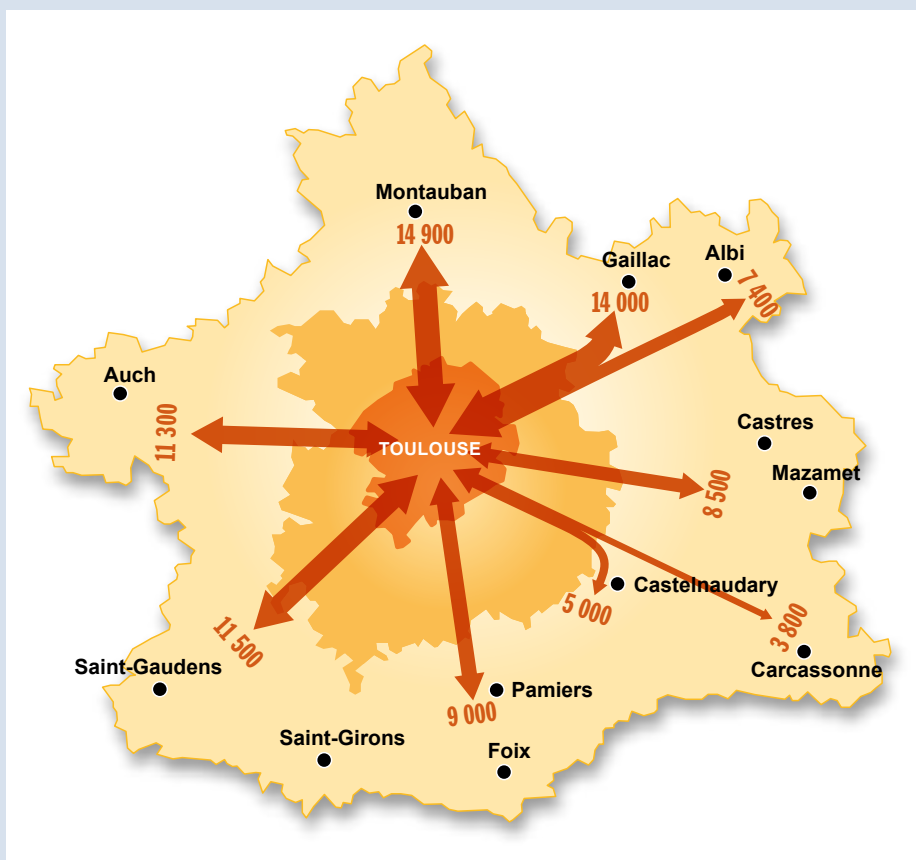 Montauban
14 900
Gaillac
14 000
Albi
7 400
Auch
11 300
TOULOUSE
Castres
Mazamet
8 500
Castelnaudary
5 000
3 800
Carcassonne
11 500
Saint-Gaudens
Pamiers
9 000
Saint-Girons
Foix